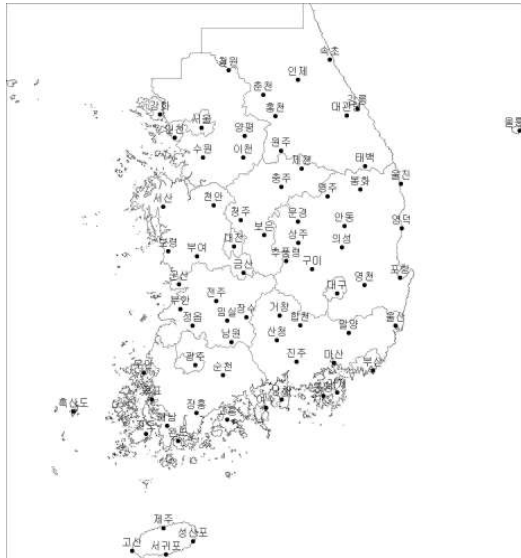 속초
철원
인제
춘천
강릉
홍천
대관
강화
서울
울릉
인천
양평
원주
수원
이천
제천
태백
울진
충주
영주
봉화
서산
천안
청주
문경
안동
영덕
보은
대전
상주
의성
보령
부여
추풍령
구미
금산
포항
군산
대구
영천
전주
부안
거창
임실
장수
합천
정읍
밀양
울산
남원
산청
광주
진주
마산
부산
순천
목포
흑산도
장흥
해남
제주
성산포
고산
서귀포